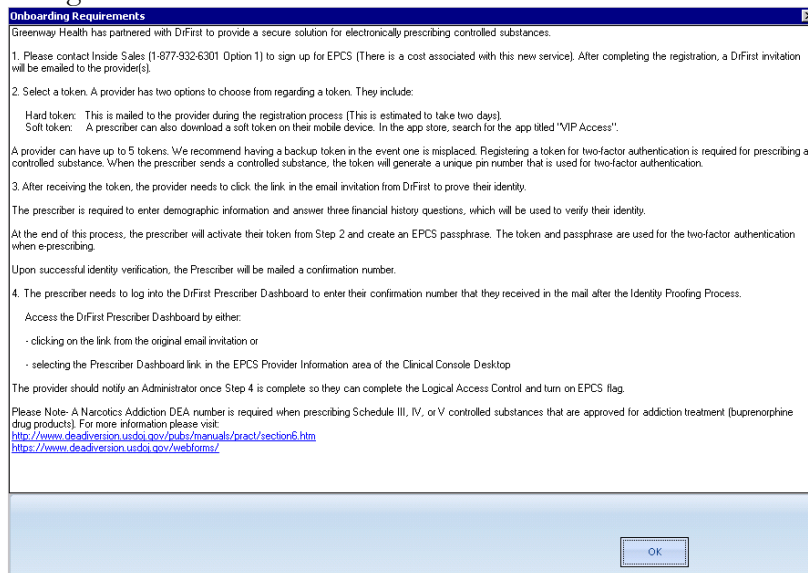 Onboarding Requirements
Greenway Health has partnered with DrFirst to provide a secure solution for electronically prescribing controlled substances.
1. Please contact Inside Sales (1-877-932-6301 Option 1) to sign up for EPCS (There is a cost associated with this new service). After completing the registration, a DrFirst invitation
will be emailed to the provider(s).
2. Select a token. A provider has two options to choose from regarding a token. They include:
Hard token: This is mailed to the provider during the registration process (This is estimated to take two days).
Soft token: A prescriber can also download a soft token on their mobile device. In the app store, search for the app titled "VIP Access".
A provider can have up to 5 tokens. We recommend having a backup token in the event one is misplaced. Registering a token for two-factor authentication is required for prescribing a
controlled substance. When the prescriber sends a controlled substance, the token will generate a unique pin number that is used for two-factor authentication.
3. After receiving the token, the provider needs to click the link in the email invitation from DrFirst to prove their identity.
The prescriber is required to enter demographic information and answer three financial history questions, which will be used to verify their identity.
At the end of this process, the prescriber will activate their token from Step 2 and create an EPCS passphrase. The token and passphrase are used for the two-factor authentication
when e-prescribing.
Upon successful identity verification, the Prescriber will be mailed a confirmation number.
4. The prescriber needs to log into the DrFirst Prescriber Dashboard to enter their confirmation number that they received in the mail after the Identity Proofing Process.
Access the DrFirst Prescriber Dashboard by either:
- clicking on the link from the original email invitation or
- selecting the Prescriber Dashboard link in the EPCS Provider Information area of the Clinical Console Desktop
The provider should notify an Administrator once Step 4 is complete so they can complete the Logical Access Control and turn on EPCS flag.
Please Note- A Narcotics Addiction DEA number is required when prescribing Schedule III, IV, or V controlled substances that are approved for addiction treatment (buprenorphine
drug products). For more information please visit:
http://www.deadiversion.usdoj.gov/pubs/manuals/pract/section6.htm
https://www.deadiversion.usdoj.gov/webforms/
OK